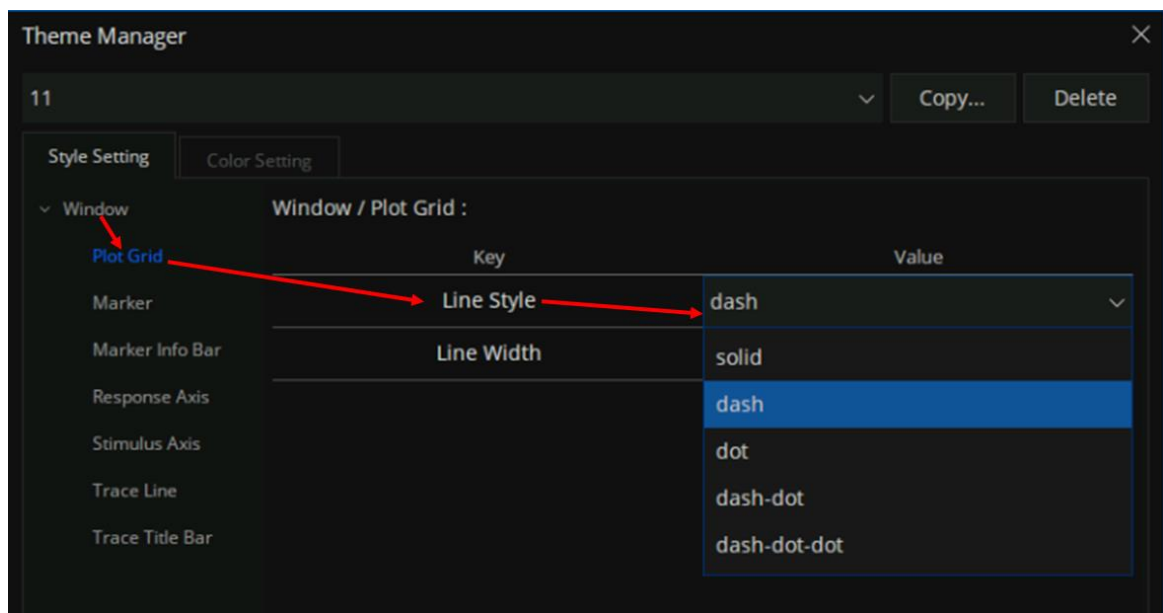 Theme Manager
11
Copy...
Delete
Style Setting
Color Setting
Window
Window / Plot Grid :
Plot Grid
Key
Value
Marker
Line Style
dash
Marker Info Bar
Line Width
solid
Response Axis
dash
Stimulus Axis
dot
Trace Line
dash-dot
Trace Title Bar
dash-dot-dot